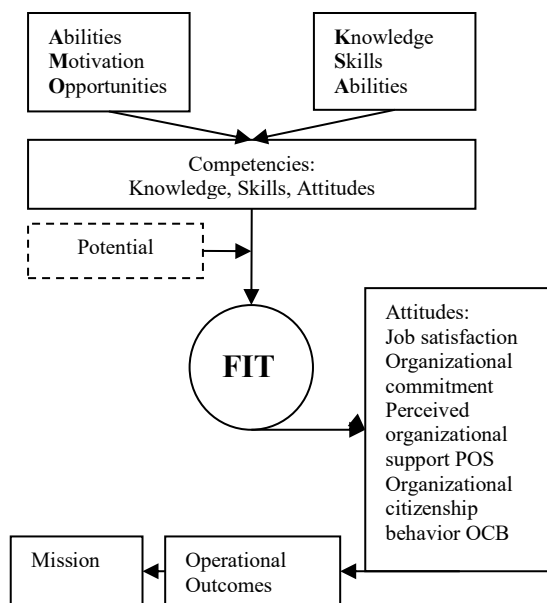 Abilities
Motivation
Opportunities
Knowledge
Skills
Abilities
Competencies:
Knowledge, Skills, Attitudes
Potential
FIT
Attitudes:
Job satisfaction
Organizational
commitment
Perceived
organizational
support POS
Organizational
citizenship
behavior OCB
Mission
Operational
Outcomes